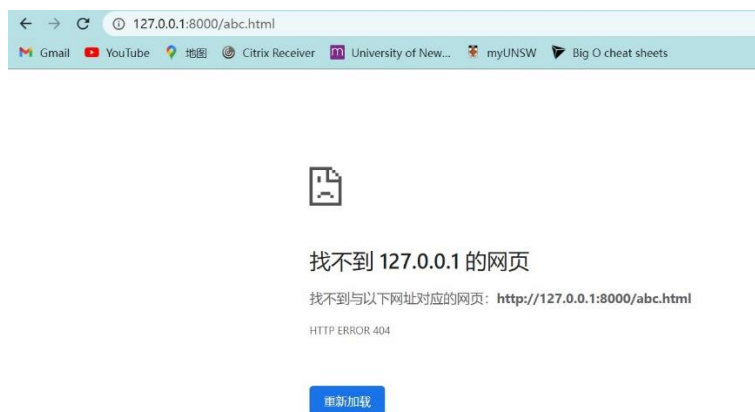 127.0.0.1:8000/abc.html
Gmail YouTube 地图 Citrix Receiver University of New... myUNSW Big O cheat sheets
找不到 127.0.0.1 的网页
找不到与以下网址对应的网页：http://127.0.0.1:8000/abc.html
HTTP ERROR 404
重新加载